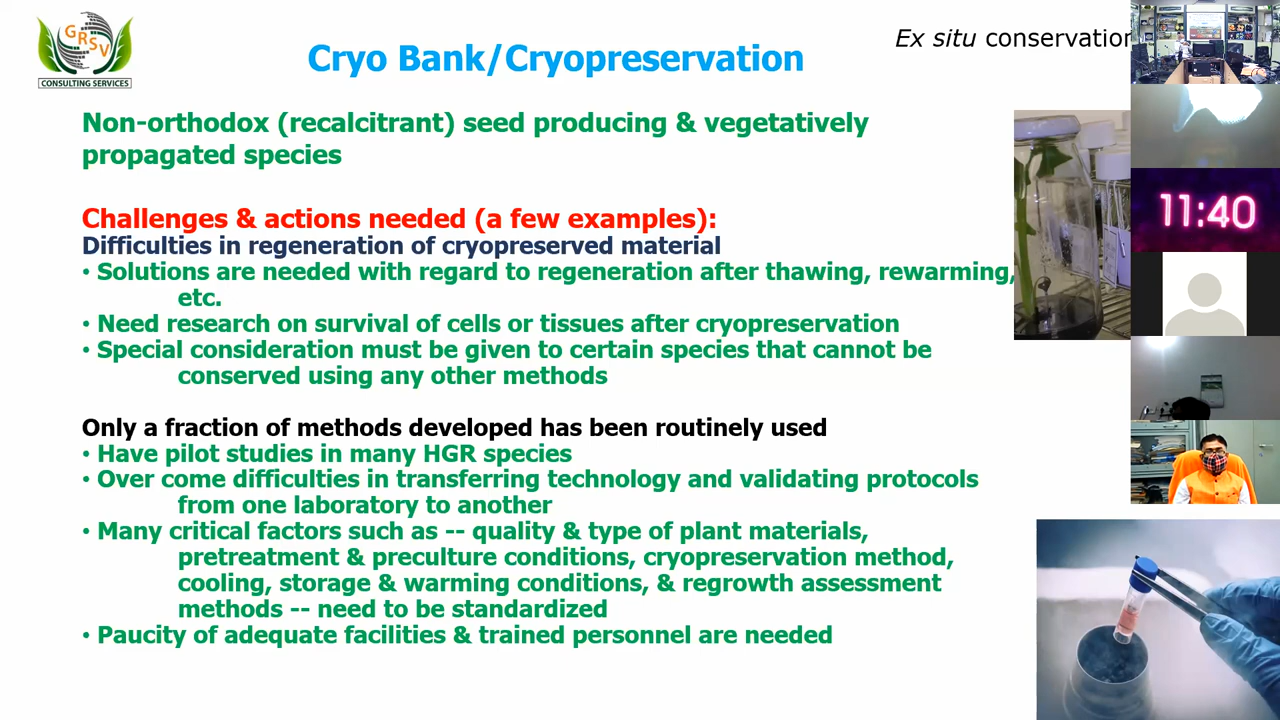 GRSV
CONSULTING SERVICES
Ex situ conservation
Cryo Bank/Cryopreservation
11:40
Non-orthodox (recalcitrant) seed producing & vegetatively
propagated species
Challenges & actions needed (a few examples):
Difficulties in regeneration of cryopreserved material
• Solutions are needed with regard to regeneration after thawing, rewarming,
etc.
• Need research on survival of cells or tissues after cryopreservation
• Special consideration must be given to certain species that cannot be
conserved using any other methods
Only a fraction of methods developed has been routinely used
• Have pilot studies in many HGR species
• Over come difficulties in transferring technology and validating protocols
from one laboratory to another
• Many critical factors such as -- quality & type of plant materials,
pretreatment & preculture conditions, cryopreservation method,
cooling, storage & warming conditions, & regrowth assessment
methods -- need to be standardized
• Paucity of adequate facilities & trained personnel are needed